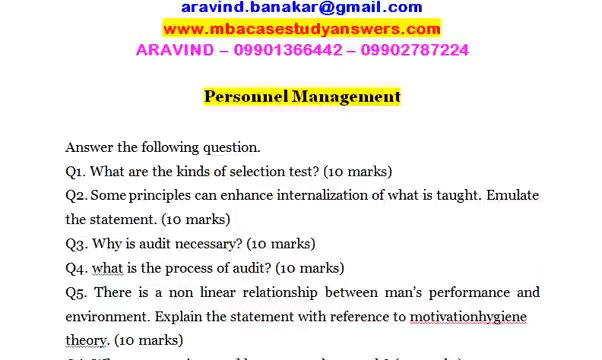 aravind.banakar@gmail.com
www.mbacasestudyanswers.com
ARAVIND – 09901366442 – 09902787224
Personnel Management
Answer the following question.
Q1. What are the kinds of selection test? (10 marks)
Q2. Some principles can enhance internalization of what is taught. Emulate
the statement. (10 marks)
Q3. Why is audit necessary? (10 marks)
Q4. what is the process of audit? (10 marks)
Q5. There is a non linear relationship between man's performance and
environment. Explain the statement with reference to motivationhygiene
theory. (10 marks)